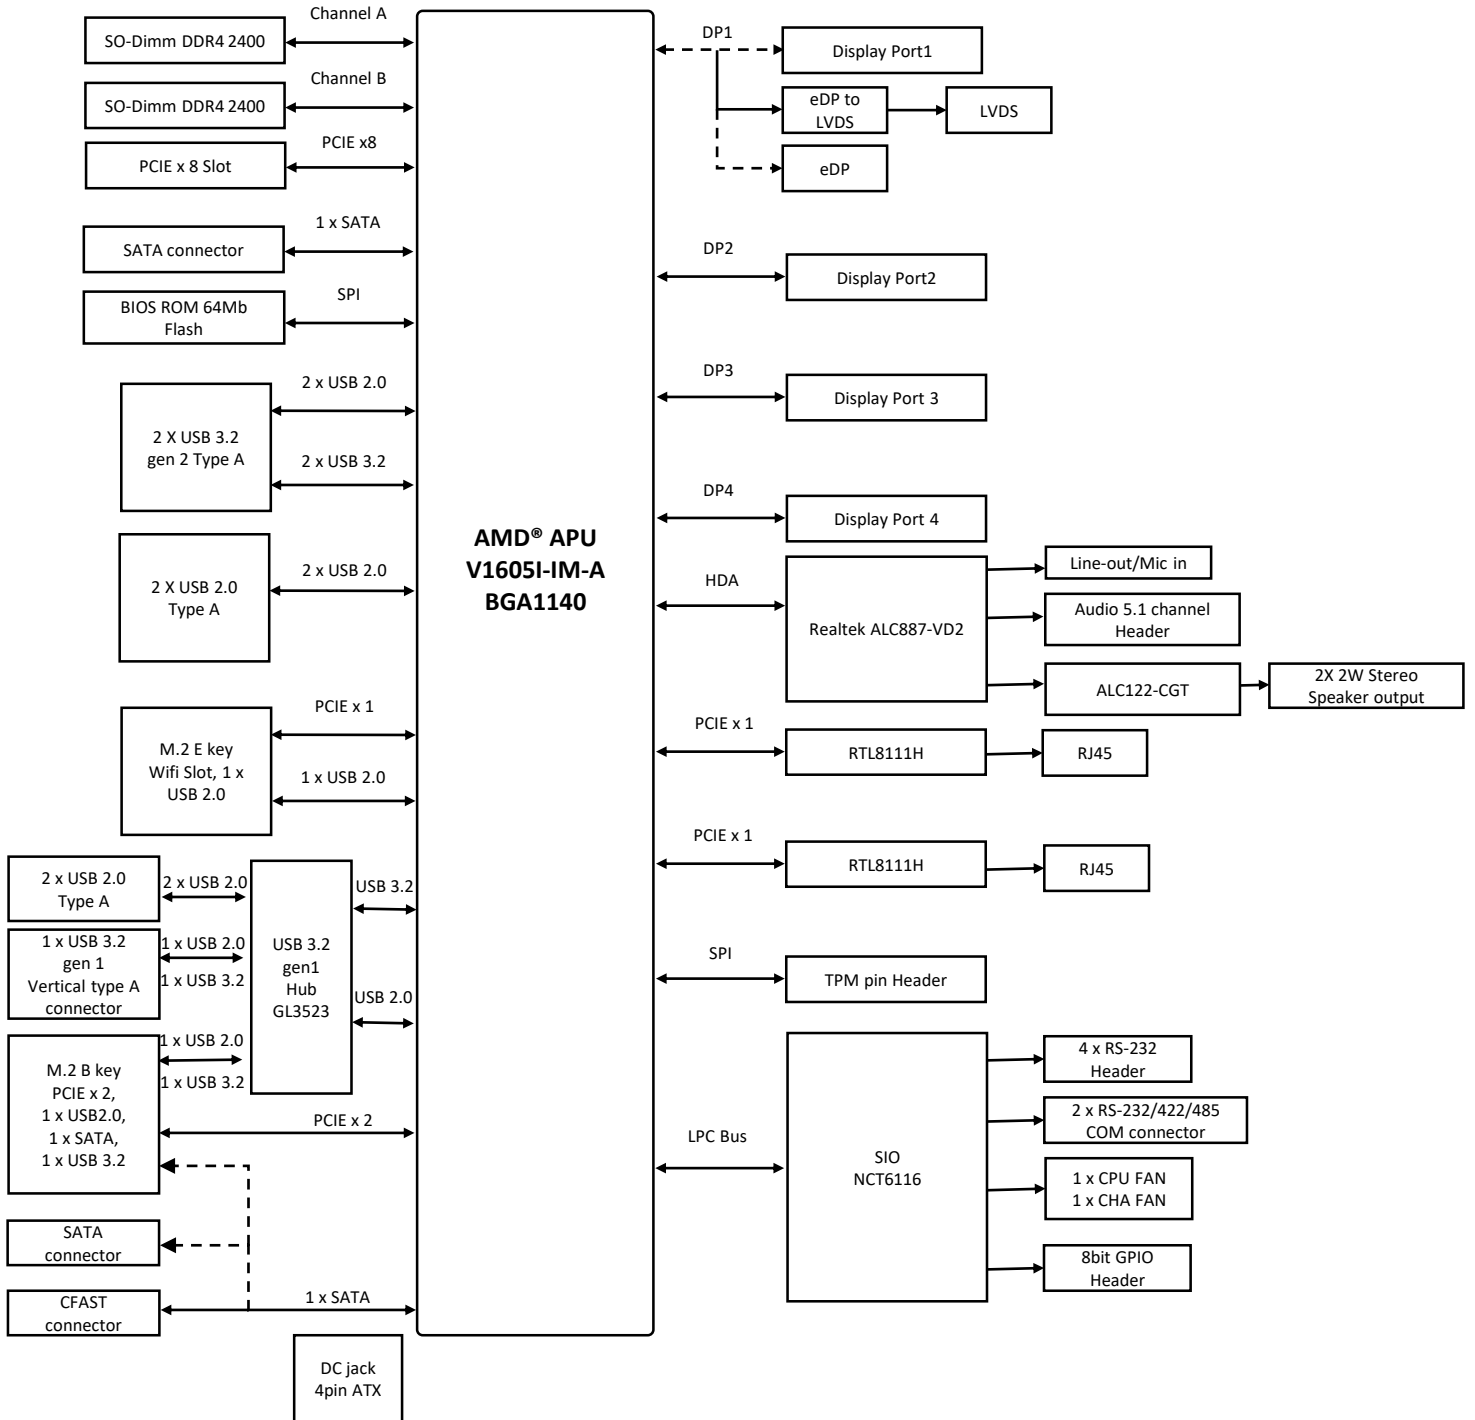 Channel A
SO-Dimm DDR4 2400
Channel B
SO-Dimm DDR4 2400
PCIE x8
PCIE x 8 Slot
1 x SATA
SATA connector
SPI
BIOS ROM 64Mb
Flash
2 x USB 2.0
2 X USB 3.2
gen 2 Type A
2 x USB 3.2
2 x USB 2.0
2 X USB 2.0
Type A
PCIE x 1
M.2 E key
Wifi Slot, 1 x
USB 2.0
1 x USB 2.0
2 x USB 2.0
Type A
2 x USB 2.0
USB 3.2
1 x USB 3.2
gen 1
Vertical type A
connector
1 x USB 2.0
1 x USB 3.2
USB 3.2
gen1
Hub
GL3523
USB 2.0
M.2 B key
PCIE x 2,
1 x USB2.0,
1 x SATA,
1 x USB 3.2
1 x USB 2.0
1 x USB 3.2
PCIE x 2
SATA
connector
CFAST
connector
1 x SATA
DC jack
4pin ATX
AMD® APU
V1605I-IM-A
BGA1140
DP1
Display Port1
eDP to
LVDS
LVDS
eDP
DP2
Display Port2
DP3
Display Port 3
DP4
Display Port 4
HDA
Realtek ALC887-VD2
Line-out/Mic in
Audio 5.1 channel
Header
ALC122-CGT
2X 2W Stereo
Speaker output
PCIE x 1
RTL8111H
RJ45
PCIE x 1
RTL8111H
RJ45
SPI
TPM pin Header
LPC Bus
SIO
NCT6116
4 x RS-232
Header
2 x RS-232/422/485
COM connector
1 x CPU FAN
1 x CHA FAN
8bit GPIO
Header